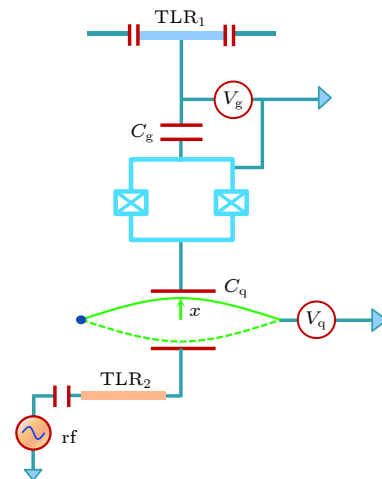 TLR₁
V_g
C_g
C_q
x
V_q
TLR₂
rf